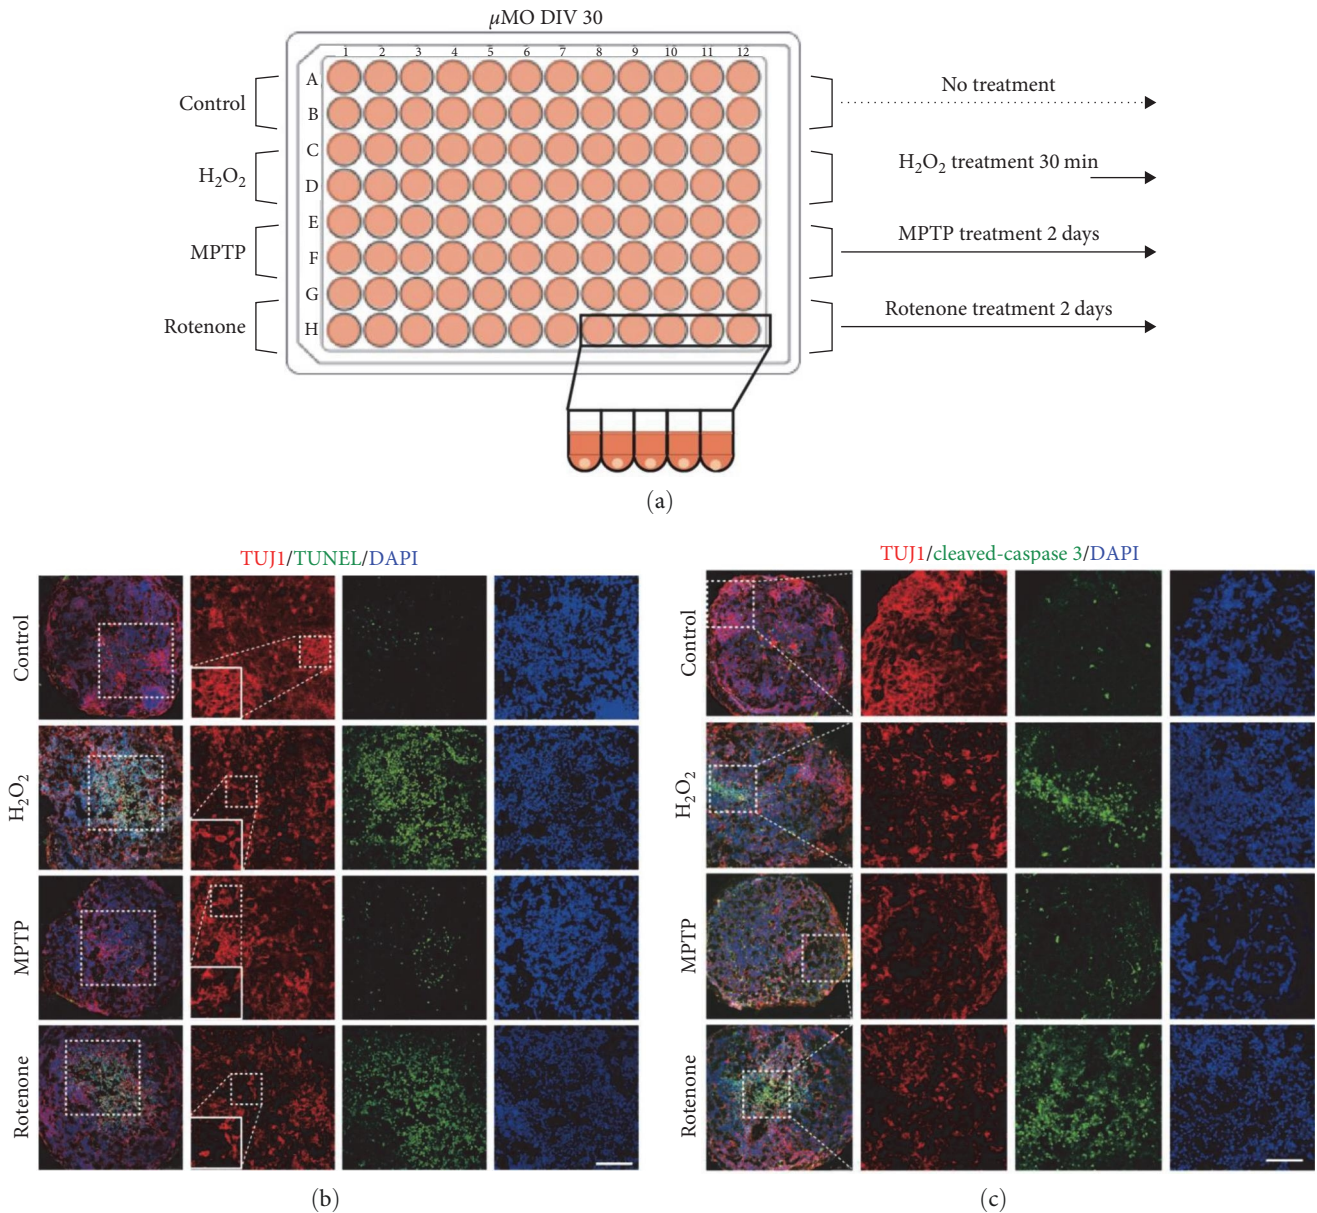 μMO DIV 30
1 2 3 4 5 6 7 8 9 10 11 12
A
B
C
D
E
F
G
H
Control
H₂O₂
MPTP
Rotenone
No treatment
H₂O₂ treatment 30 min
MPTP treatment 2 days
Rotenone treatment 2 days
(a)
TUJ1/TUNEL/DAPI
Control
H₂O₂
MPTP
Rotenone
(b)
TUJ1/cleaved-caspase 3/DAPI
Control
H₂O₂
MPTP
Rotenone
(c)